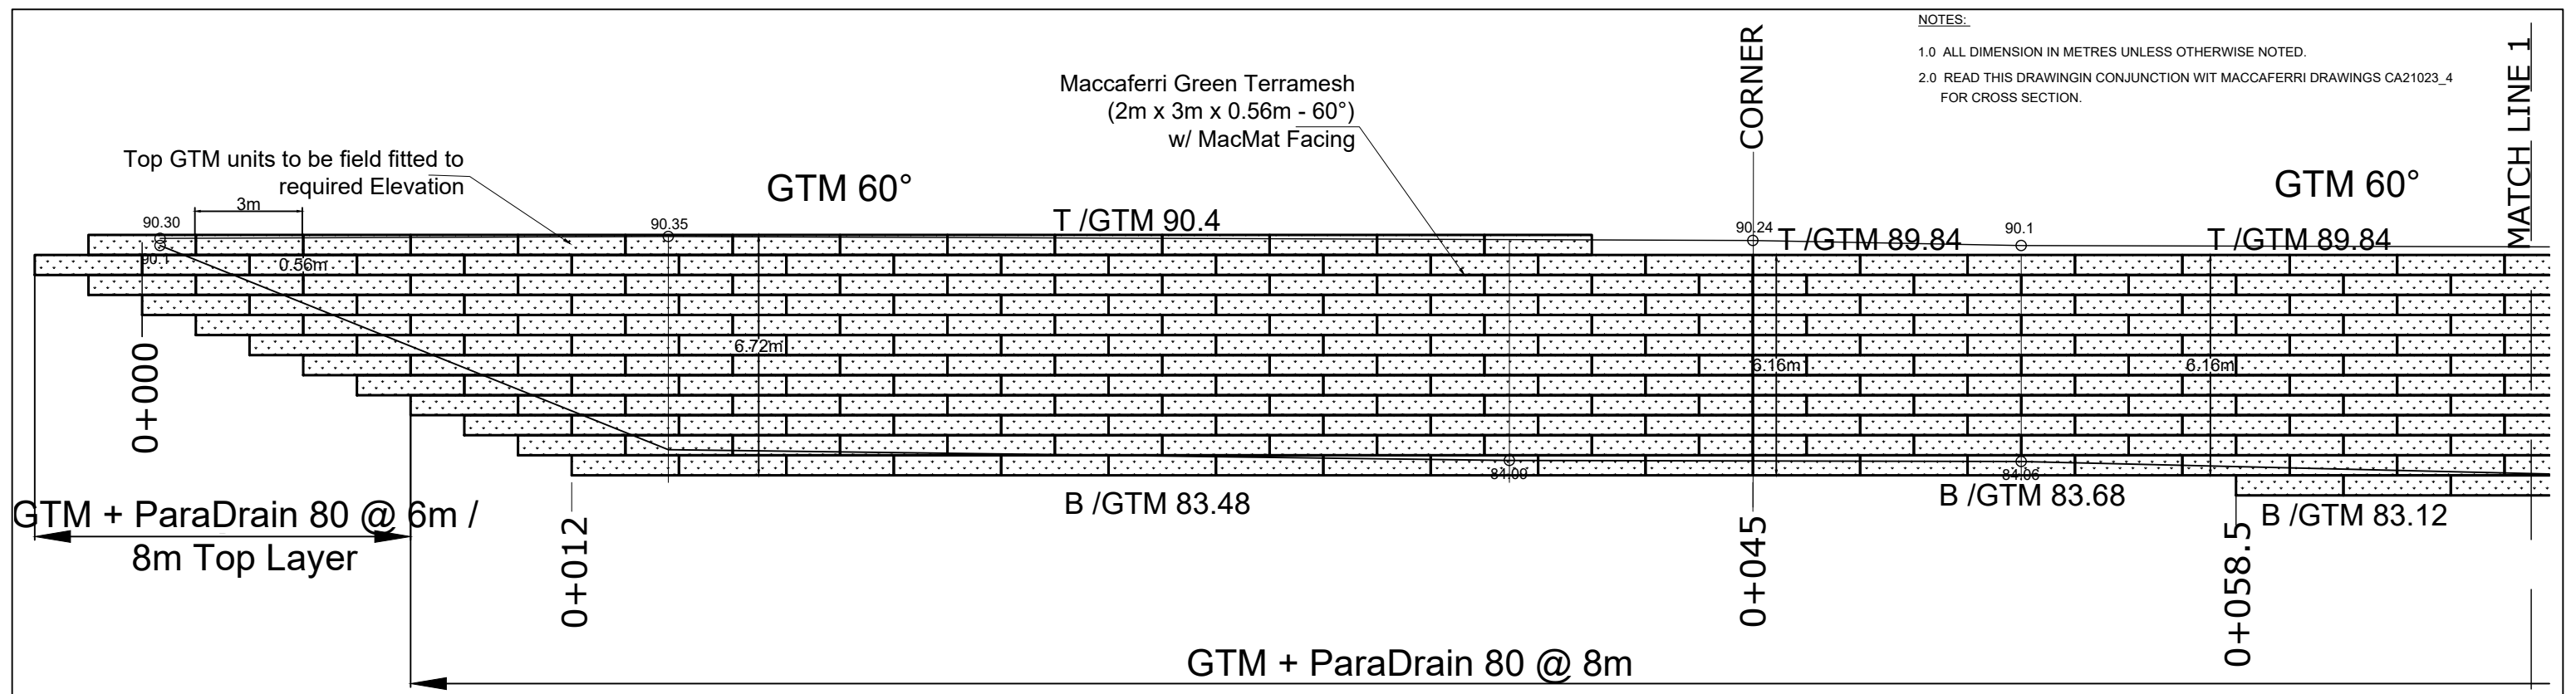 NOTES:
1.0 ALL DIMENSION IN METRES UNLESS OTHERWISE NOTED.
2.0 READ THIS DRAWINGIN CONJUNCTION WIT MACCAFERRI DRAWINGS CA21023_4
FOR CROSS SECTION.
MATCH LINE 1
CORNER
Maccaferri Green Terramesh
(2m x 3m x 0.56m - 60°)
w/ MacMat Facing
Top GTM units to be field fitted to
required Elevation
GTM 60°
GTM 60°
3m
90.30
90.35
T /GTM 90.4
90.24
T /GTM 89.84
90.1
T /GTM 89.84
90.1
0.56m
6.72m
6.16m
6.16m
84.09
84.06
0+000
B /GTM 83.48
B /GTM 83.68
B /GTM 83.12
GTM + ParaDrain 80 @ 6m /
8m Top Layer
0+012
0+045
0+058.5
GTM + ParaDrain 80 @ 8m